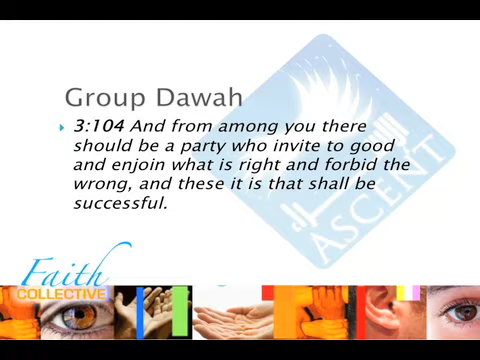 Group Dawah
3:104 And from among you there
should be a party who invite to good
and enjoin what is right and forbid the
wrong, and these it is that shall be
successful.
ASCENT
Faith
COLLECTIVE